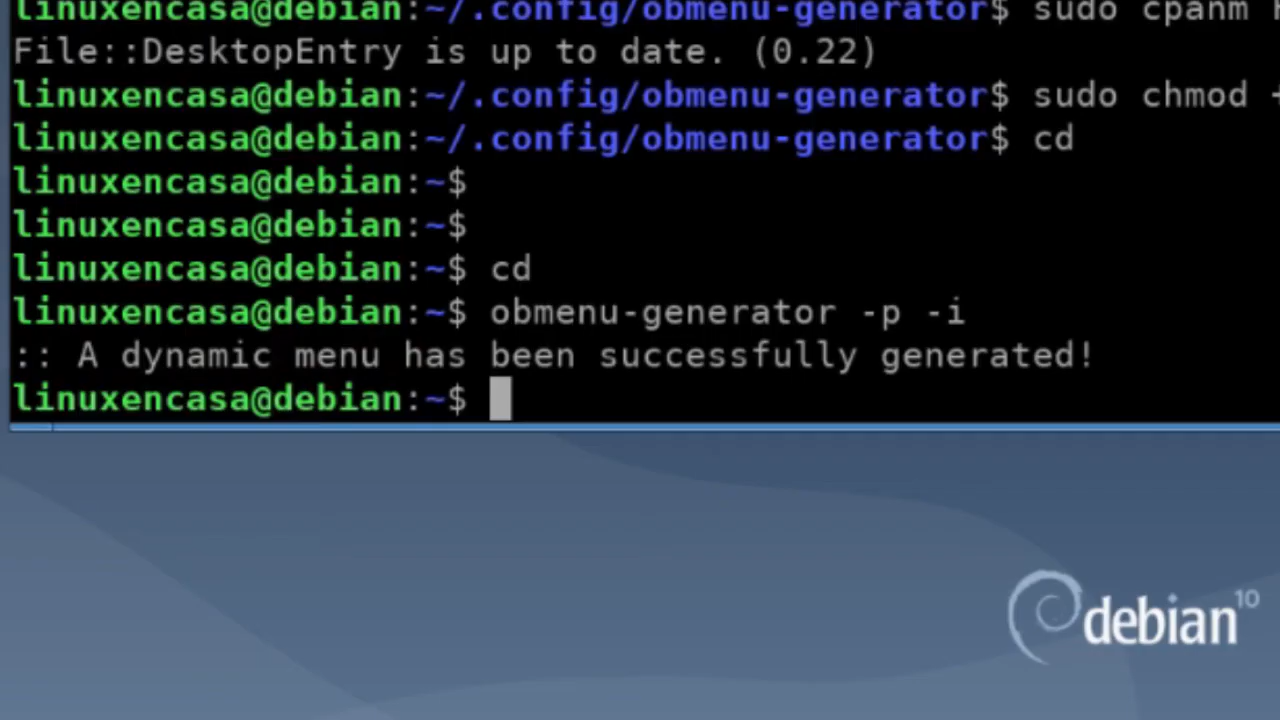 linuxencasa@debian:~/.config/obmenu-generator$ sudo cpanm
File::DesktopEntry is up to date. (0.22)
linuxencasa@debian:~/.config/obmenu-generator$ sudo chmod
linuxencasa@debian:~/.config/obmenu-generator$ cd
linuxencasa@debian:~$
linuxencasa@debian:~$
linuxencasa@debian:~$ cd
linuxencasa@debian:~$ obmenu-generator -p -i
:: A dynamic menu has been successfully generated!
linuxencasa@debian:~$
debian 10